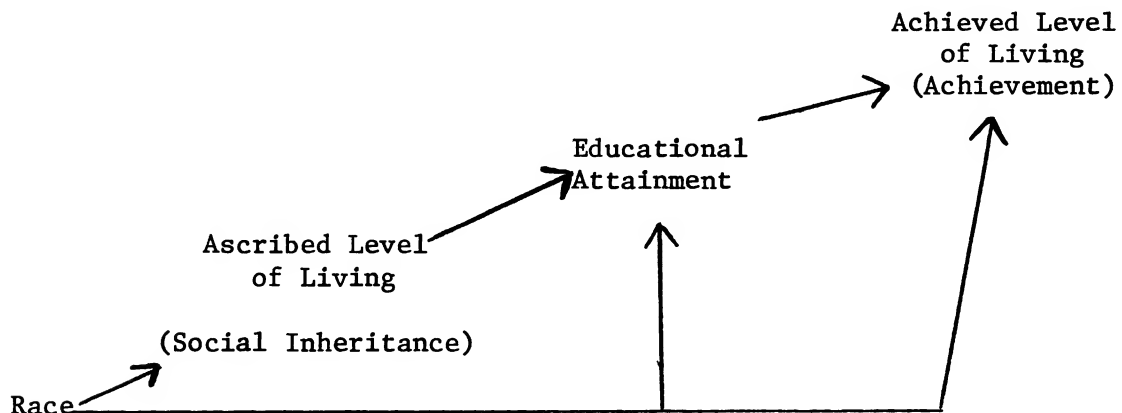 Achieved Level
of Living
(Achievement)
Educational
Attainment
Ascribed Level
of Living
(Social Inheritance)
Race